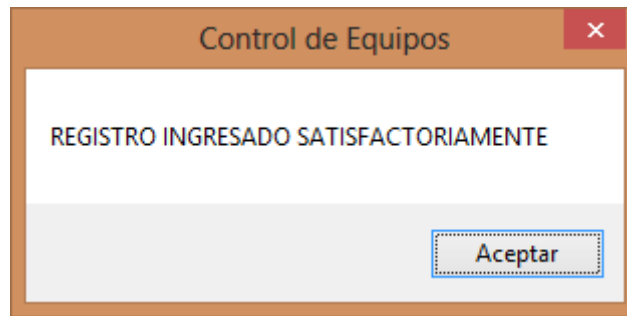 Control de Equipos
REGISTRO INGRESADO SATISFACTORIAMENTE
Aceptar